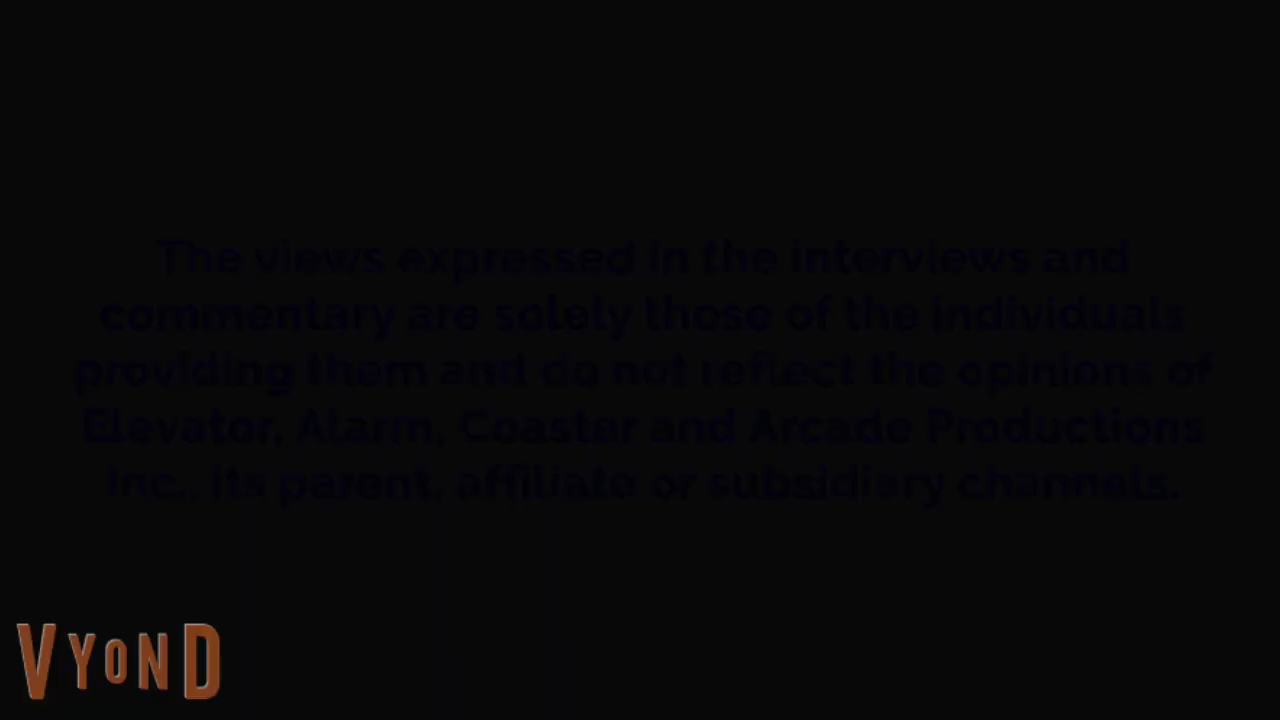 The views expressed in the interviews and
commentary are solely those of the individuals
providing them and do not reflect the opinions of
Elevator, Alarm, Coaster and Arcade Productions
Inc., its parent, affiliate or subsidiary channels.
VYOND